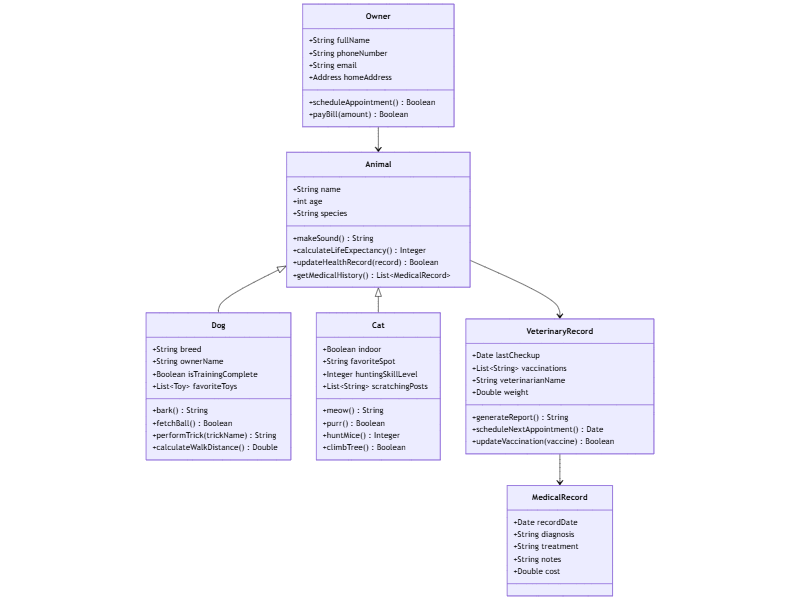 Owner
+String fullName
+String phoneNumber
+String email
+Address homeAddress
+scheduleAppointment() : Boolean
+payBill(amount) : Boolean
Animal
+String name
+int age
+String species
+makeSound() : String
+calculateLifeExpectancy() : Integer
+updateHealthRecord(record) : Boolean
+getMedicalHistory() : List<MedicalRecord>
Dog
+String breed
+String ownerName
+Boolean isTrainingComplete
+List<Toy> favoriteToys
+bark() : String
+fetchBall() : Boolean
+performTrick(trickName) : String
+calculateWalkDistance() : Double
Cat
+Boolean indoor
+String favoriteSpot
+Integer huntingSkillLevel
+List<String> scratchingPosts
+meow() : String
+purr() : Boolean
+huntMice() : Integer
+climbTree() : Boolean
VeterinaryRecord
+Date lastCheckup
+List<String> vaccinations
+String veterinarianName
+Double weight
+generateReport() : String
+scheduleNextAppointment() : Date
+updateVaccination(vaccine) : Boolean
MedicalRecord
+Date recordDate
+String diagnosis
+String treatment
+String notes
+Double cost